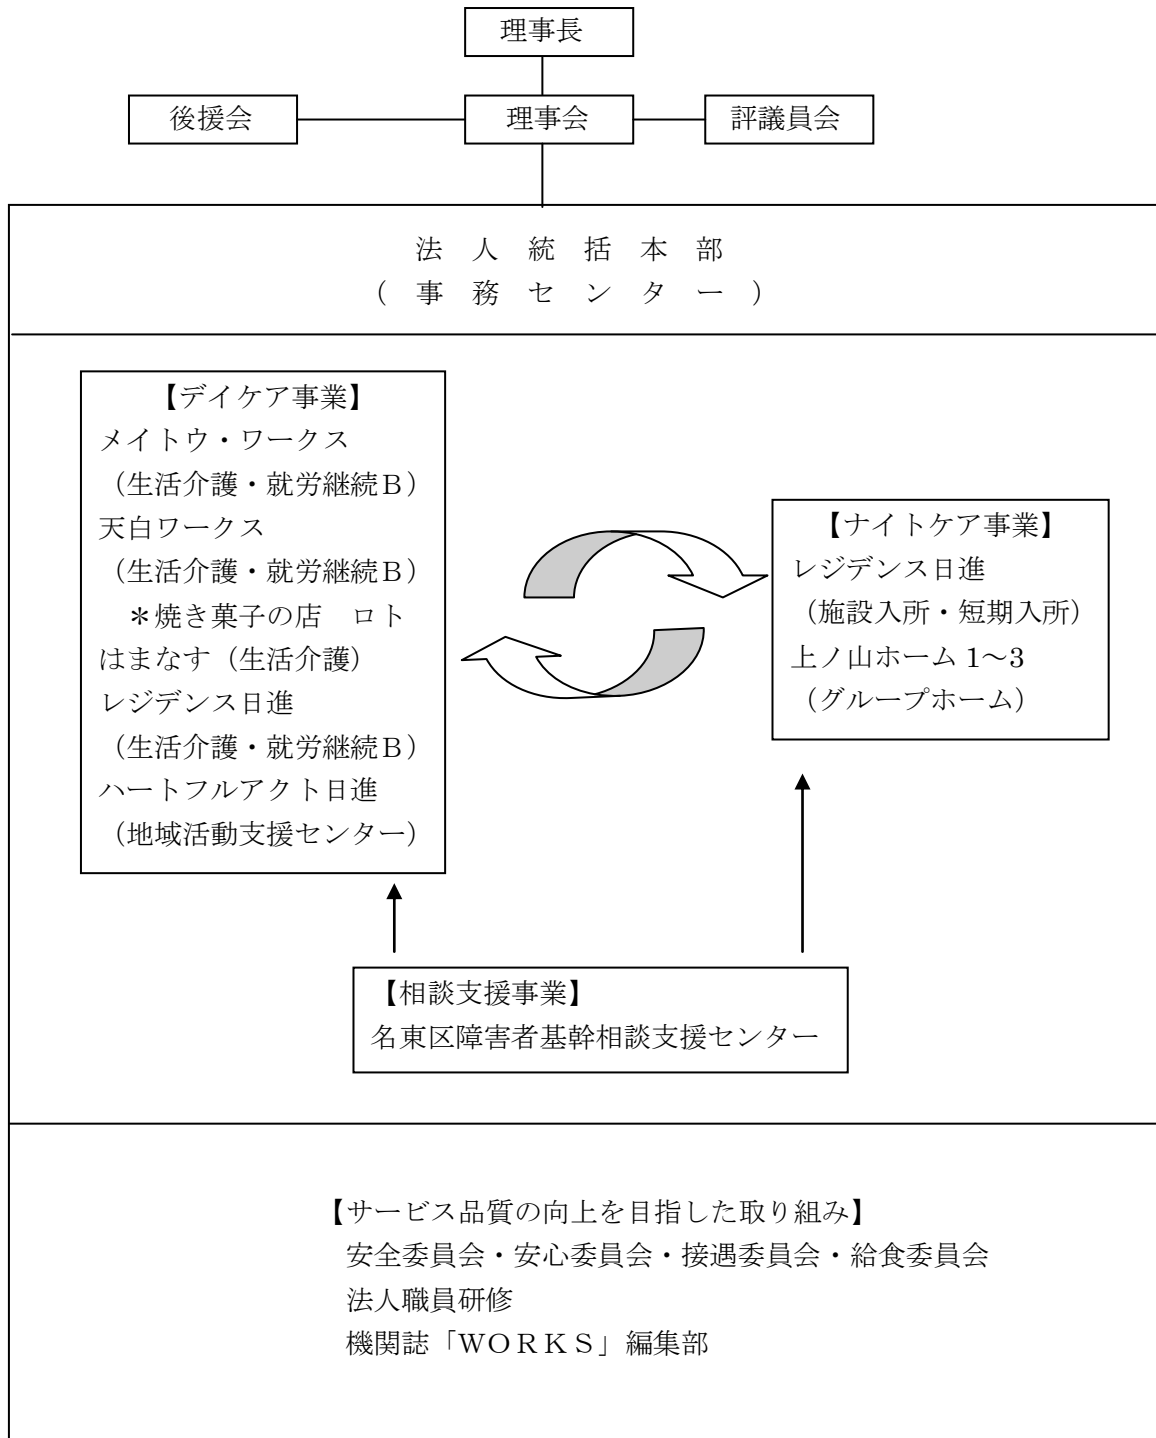 理事長
後援会
理事会
評議員会
法人統括本部
(事務センター)
【デイケア事業】
メイトウ・ワークス
(生活介護・就労継続B)
天白ワークス
(生活介護・就労継続B)
＊焼き菓子の店　ロト
はまなす(生活介護)
レジデンス日進
(生活介護・就労継続B)
ハートフルアクト日進
(地域活動支援センター)
【ナイトケア事業】
レジデンス日進
(施設入所・短期入所)
上ノ山ホーム 1～3
(グループホーム)
【相談支援事業】
名東区障害者基幹相談支援センター
【サービス品質の向上を目指した取り組み】
安全委員会・安心委員会・接遇委員会・給食委員会
法人職員研修
機関誌「WORKS」編集部